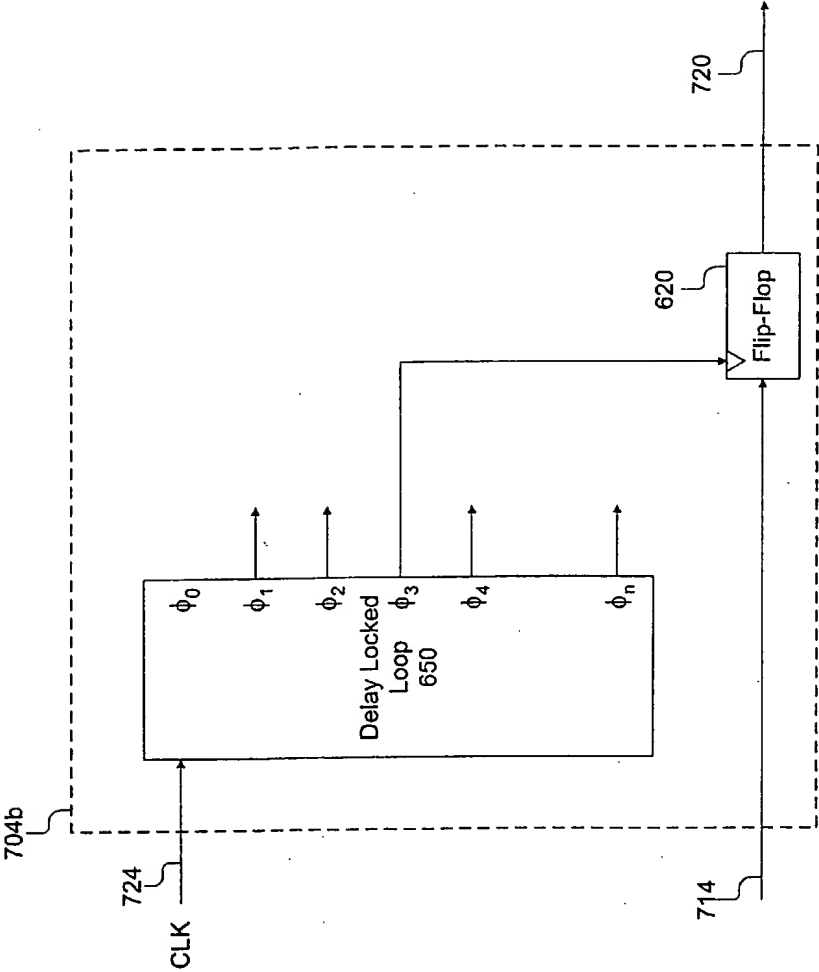 704b
CLK
724
ϕ0
ϕ1
ϕ2
ϕ3
ϕ4
ϕn
Delay Locked
Loop
650
620
Flip-Flop
714
720